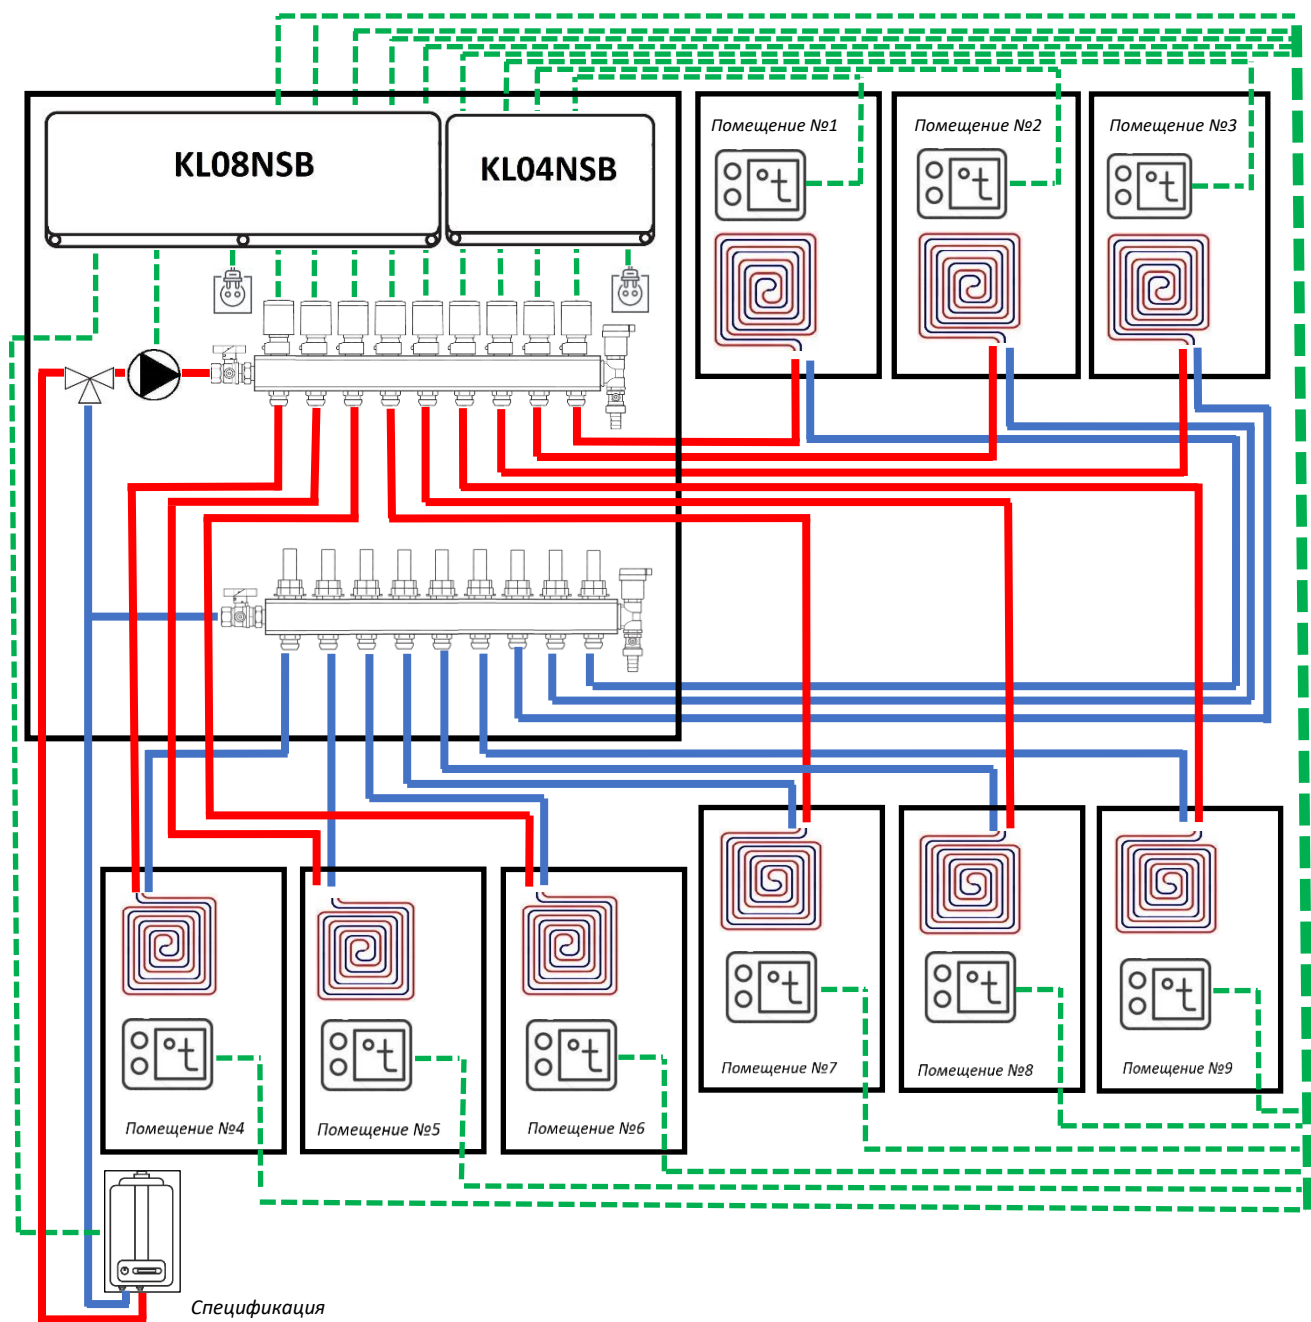 KL08NSB
KL04NSB
Помещение №1
Помещение №2
Помещение №3
°t
°t
°t
°t
°t
°t
°t
°t
°t
Помещение №7
Помещение №8
Помещение №9
Помещение №4
Помещение №5
Помещение №6
Спецификация